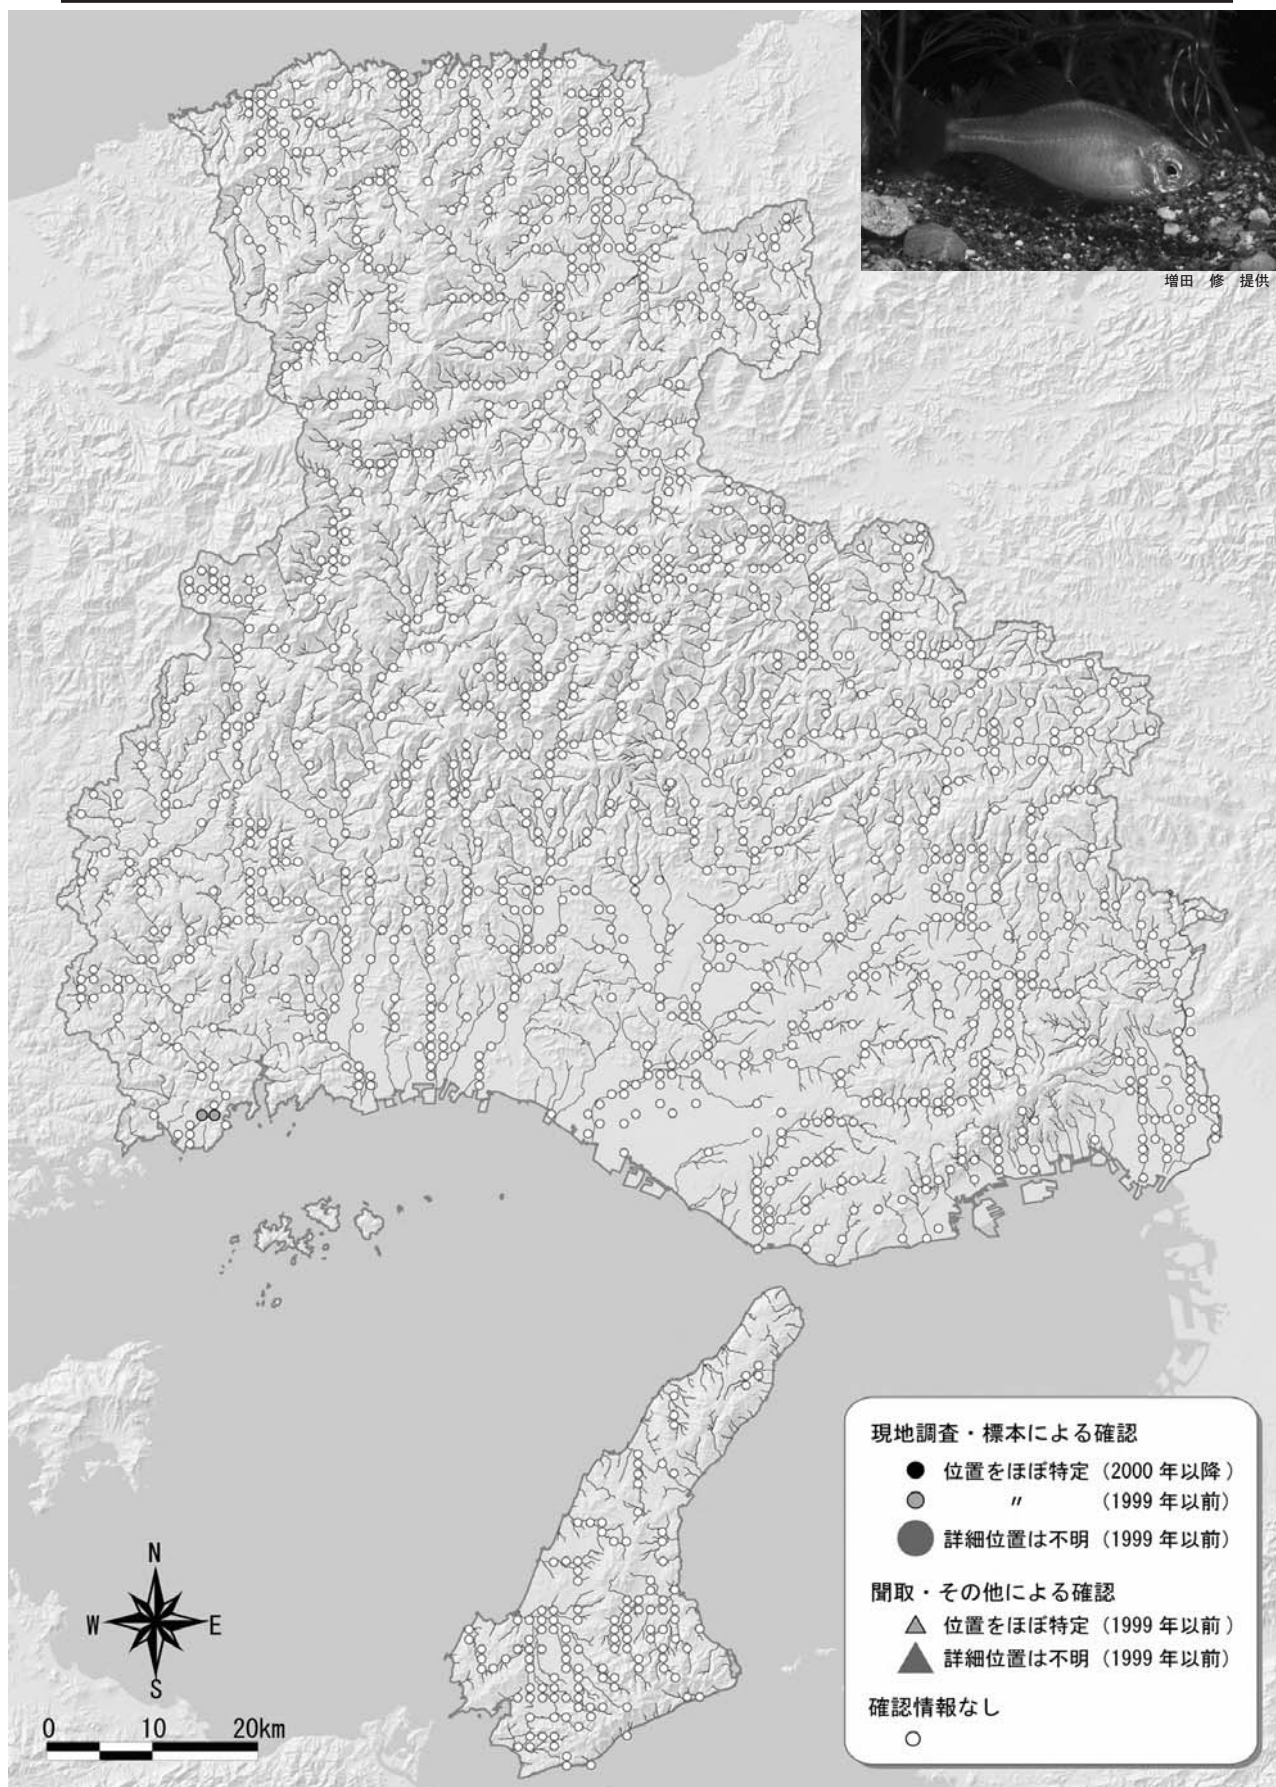 増田 修 提供
現地調査・標本による確認
位置をほぼ特定（2000 年以降）
〃 （1999 年以前）
詳細位置は不明（1999 年以前）
聞取・その他による確認
位置をほぼ特定（1999 年以前）
詳細位置は不明（1999 年以前）
確認情報なし
N
W E
S
0 10 20km